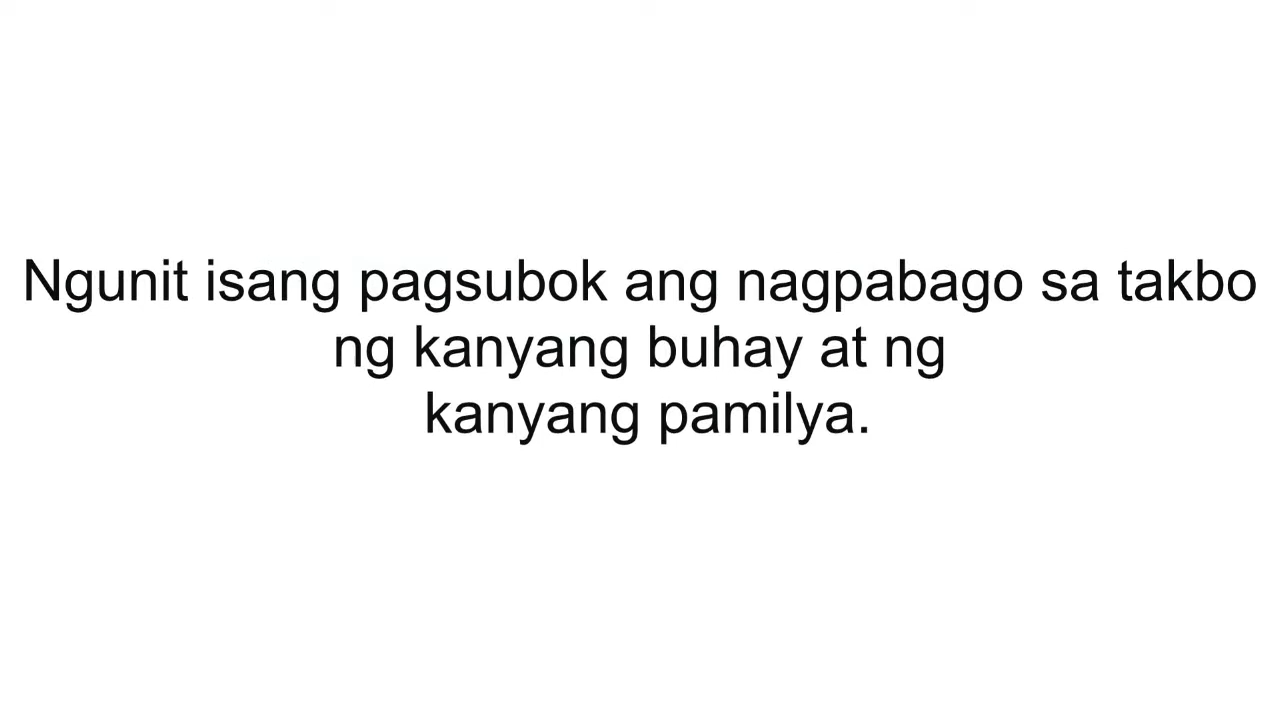 Ngunit isang pagsubok ang nagpabago sa takbo
ng kanyang buhay at ng
kanyang pamilya.